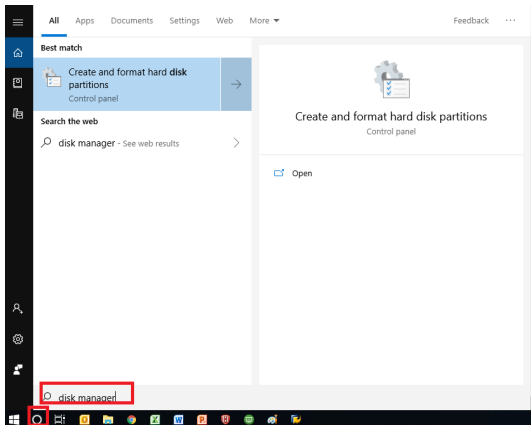 All Apps Documents Settings Web More Feedback ...
Best match
Create and format hard disk
partitions
Control panel
Search the web
disk manager - See web results
Create and format hard disk partitions
Control panel
Open
disk manager